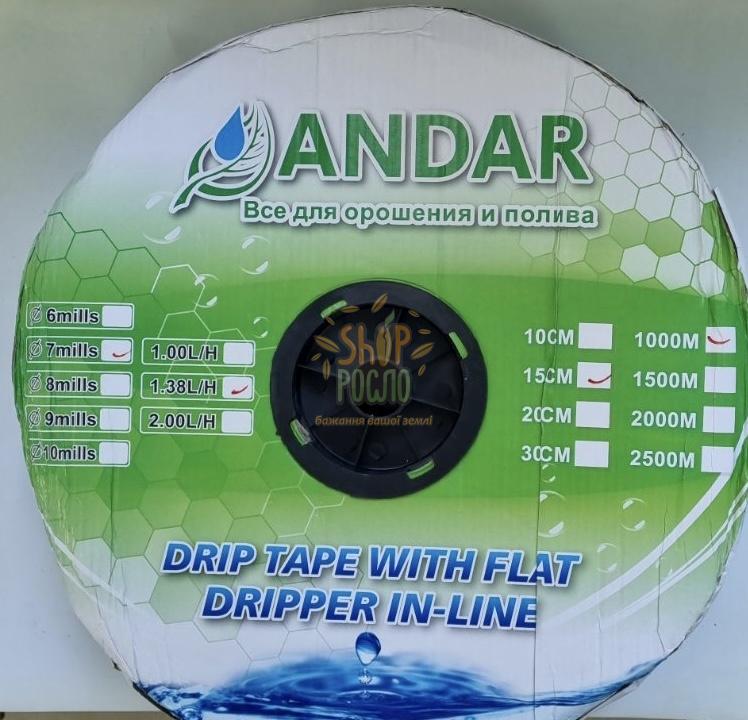 ANDAR
Все для орошения и полива
Ø 6mills
Ø 7mills
Ø 8mills
Ø 9mills
Ø 10mills
1.00L/H
1.38L/H
2.00L/H
SHOP
РОСЛО
бажання вашої землі
10CM
15CM
20CM
30CM
1000M
1500M
2000M
2500M
DRIP TAPE WITH FLAT
DRIPPER IN-LINE